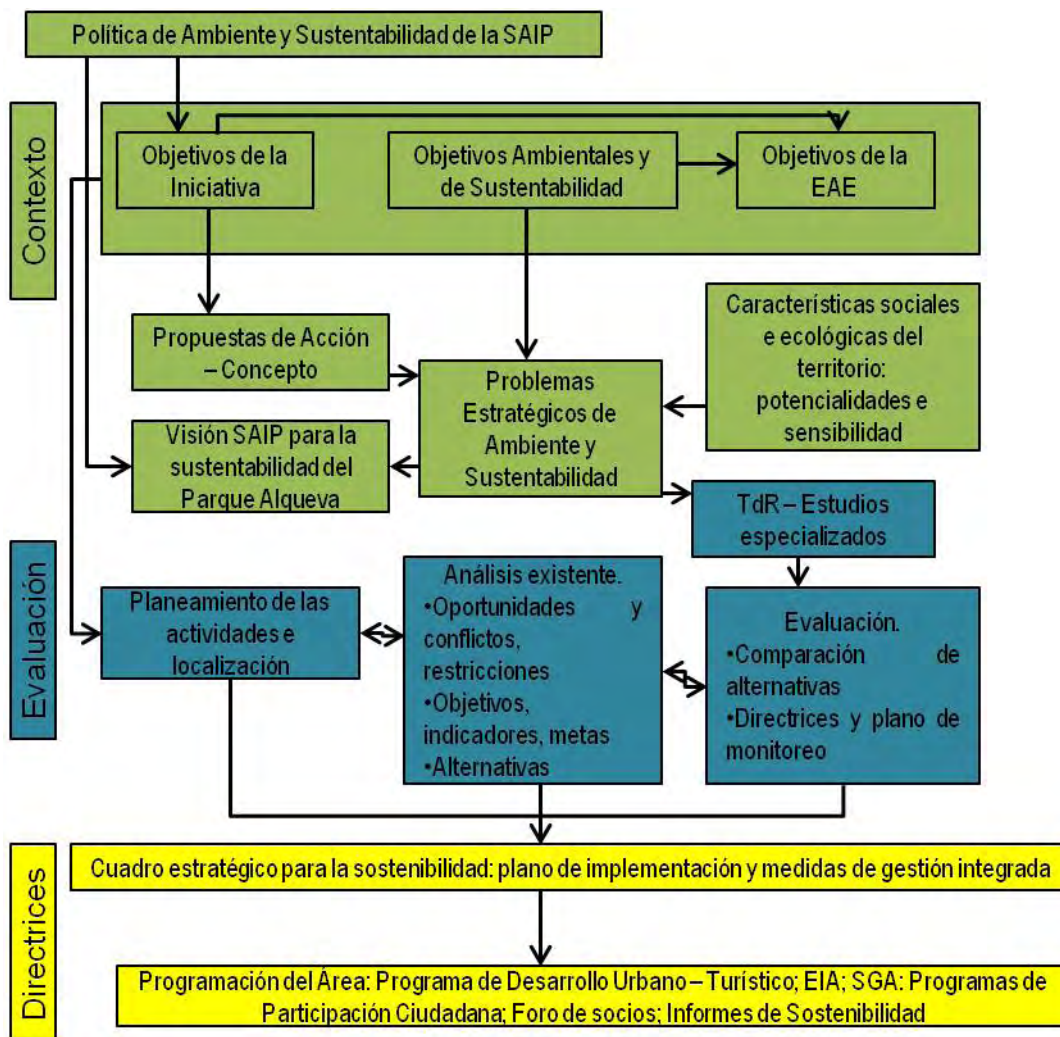 Política de Ambiente y Sustentabilidad de la SAIP
Contexto
Objetivos de la
Iniciativa
Objetivos Ambientales y
de Sustentabilidad
Objetivos de la
EAE
Propuestas de Acción
– Concepto
Problemas
Estratégicos de
Ambiente y
Sustentabilidad
Características sociales
e ecológicas del
territorio:
potencialidades e
sensibilidad
Visión SAIP para la
sustentabilidad del
Parque Alqueva
TdR – Estudios
especializados
Evaluación
Planeamiento de las
actividades e
localización
Análisis existente.
•Oportunidades y
conflictos,
restricciones
•Objetivos,
indicadores, metas
•Alternativas
Evaluación.
•Comparación de
alternativas
•Directrices y plano de
monitoreo
Directrices
Cuadro estratégico para la sostenibilidad: plano de implementación y medidas de gestión integrada
Programación del Área: Programa de Desarrollo Urbano – Turístico; EIA; SGA: Programas de
Participación Ciudadana; Foro de socios; Informes de Sostenibilidad